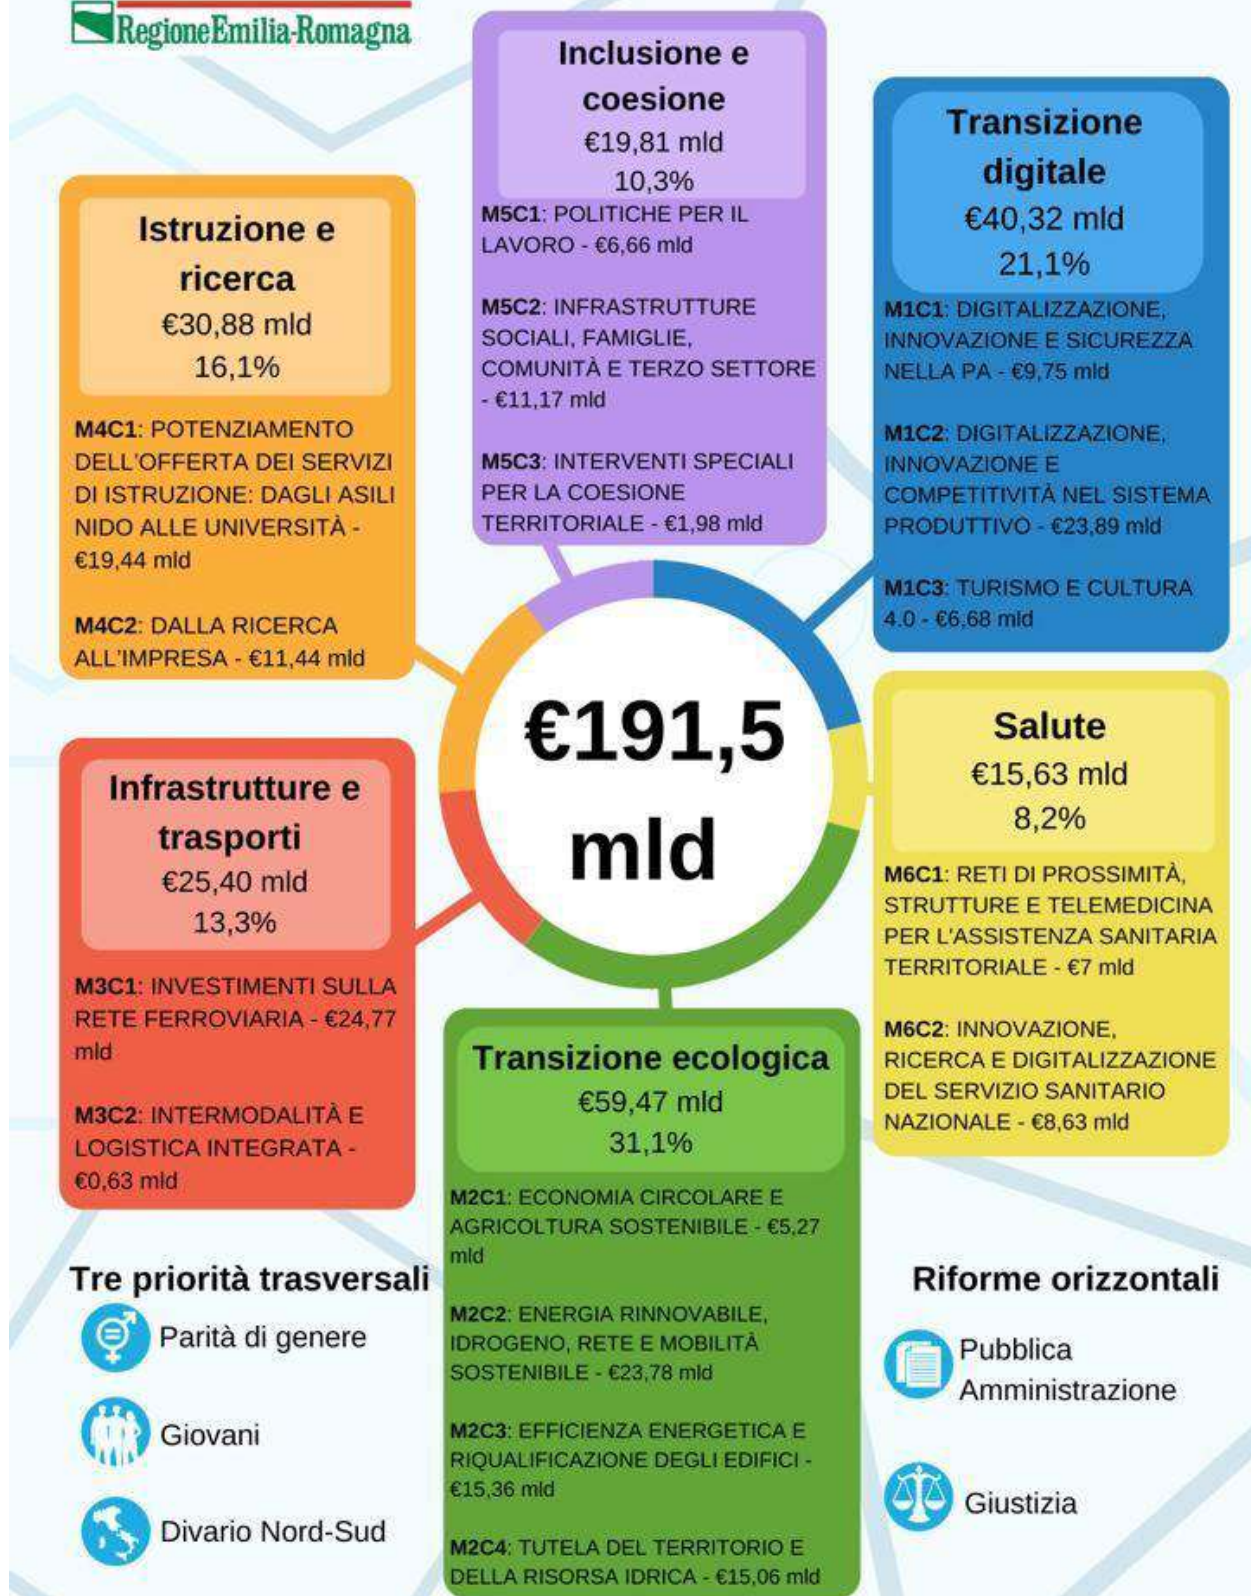 RegioneEmilia-Romagna
Inclusione e
coesione
€19,81 mld
10,3%
M5C1: POLITICHE PER IL
LAVORO - €6,66 mld
M5C2: INFRASTRUTTURE
SOCIALI, FAMIGLIE,
COMUNITÀ E TERZO SETTORE
- €11,17 mld
M5C3: INTERVENTI SPECIALI
PER LA COESIONE
TERRITORIALE - €1,98 mld
Transizione
digitale
€40,32 mld
21,1%
M1C1: DIGITALIZZAZIONE,
INNOVAZIONE E SICUREZZA
NELLA PA - €9,75 mld
M1C2: DIGITALIZZAZIONE,
INNOVAZIONE E
COMPETITIVITÀ NEL SISTEMA
PRODUTTIVO - €23,89 mld
M1C3: TURISMO E CULTURA
4.0 - €6,68 mld
Istruzione e
ricerca
€30,88 mld
16,1%
M4C1: POTENZIAMENTO
DELL'OFFERTA DEI SERVIZI
DI ISTRUZIONE: DAGLI ASILI
NIDO ALLE UNIVERSITÀ -
€19,44 mld
M4C2: DALLA RICERCA
ALL'IMPRESA - €11,44 mld
€191,5
mld
Salute
€15,63 mld
8,2%
M6C1: RETI DI PROSSIMITÀ,
STRUTTURE E TELEMEDICINA
PER L'ASSISTENZA SANITARIA
TERRITORIALE - €7 mld
M6C2: INNOVAZIONE,
RICERCA E DIGITALIZZAZIONE
DEL SERVIZIO SANITARIO
NAZIONALE - €8,63 mld
Infrastrutture e
trasporti
€25,40 mld
13,3%
M3C1: INVESTIMENTI SULLA
RETE FERROVIARIA - €24,77
mld
M3C2: INTERMODALITÀ E
LOGISTICA INTEGRATA -
€0,63 mld
Transizione ecologica
€59,47 mld
31,1%
M2C1: ECONOMIA CIRCOLARE E
AGRICOLTURA SOSTENIBILE - €5,27
mld
M2C2: ENERGIA RINNOVABILE,
IDROGENO, RETE E MOBILITÀ
SOSTENIBILE - €23,78 mld
M2C3: EFFICIENZA ENERGETICA E
RIQUALIFICAZIONE DEGLI EDIFICI -
€15,36 mld
M2C4: TUTELA DEL TERRITORIO E
DELLA RISORSA IDRICA - €15,06 mld
Tre priorità trasversali
Parità di genere
Giovani
Divario Nord-Sud
Riforme orizzontali
Pubblica
Amministrazione
Giustizia